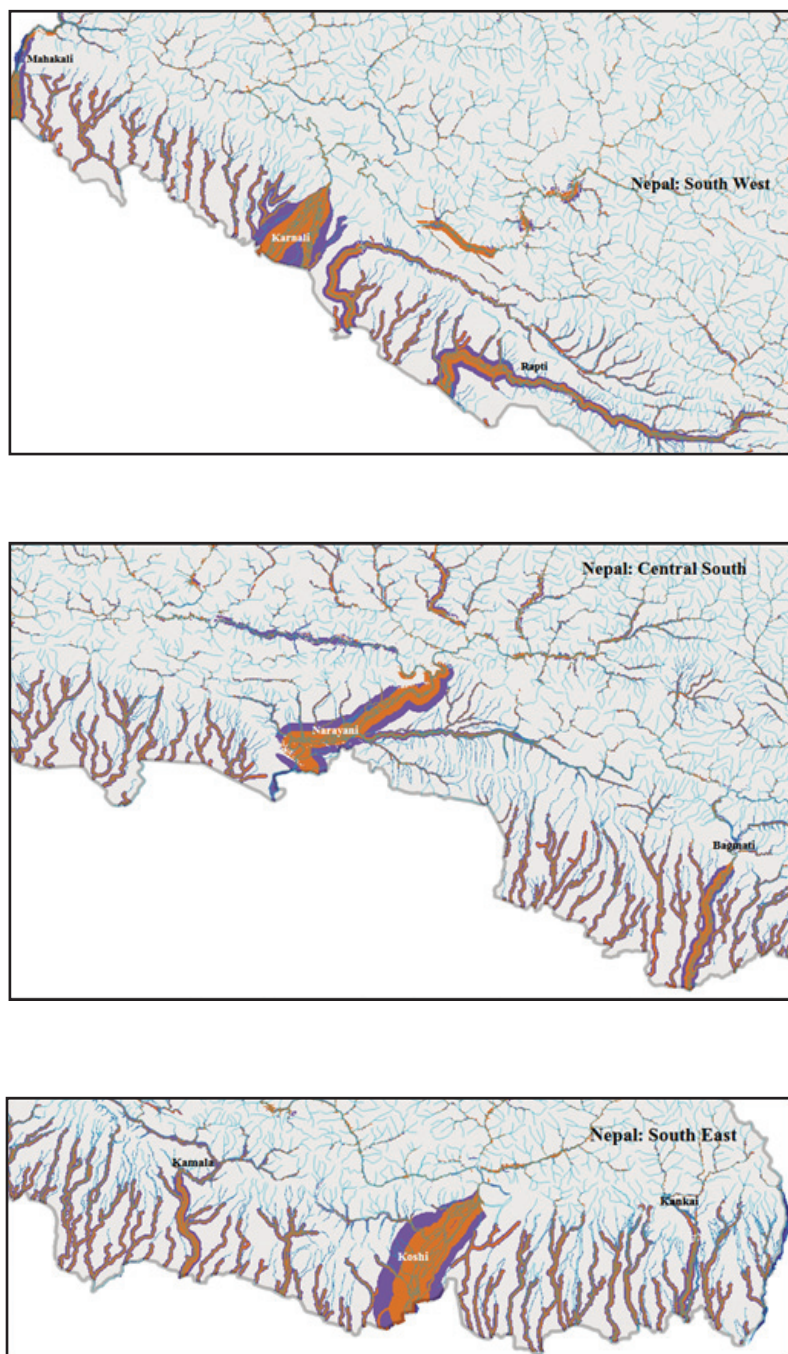 Mahakali
Nepal: South West
Karnali
Rapti
Nepal: Central South
Narayani
Bagmati
Nepal: South East
Kamala
Kankai
Koshi